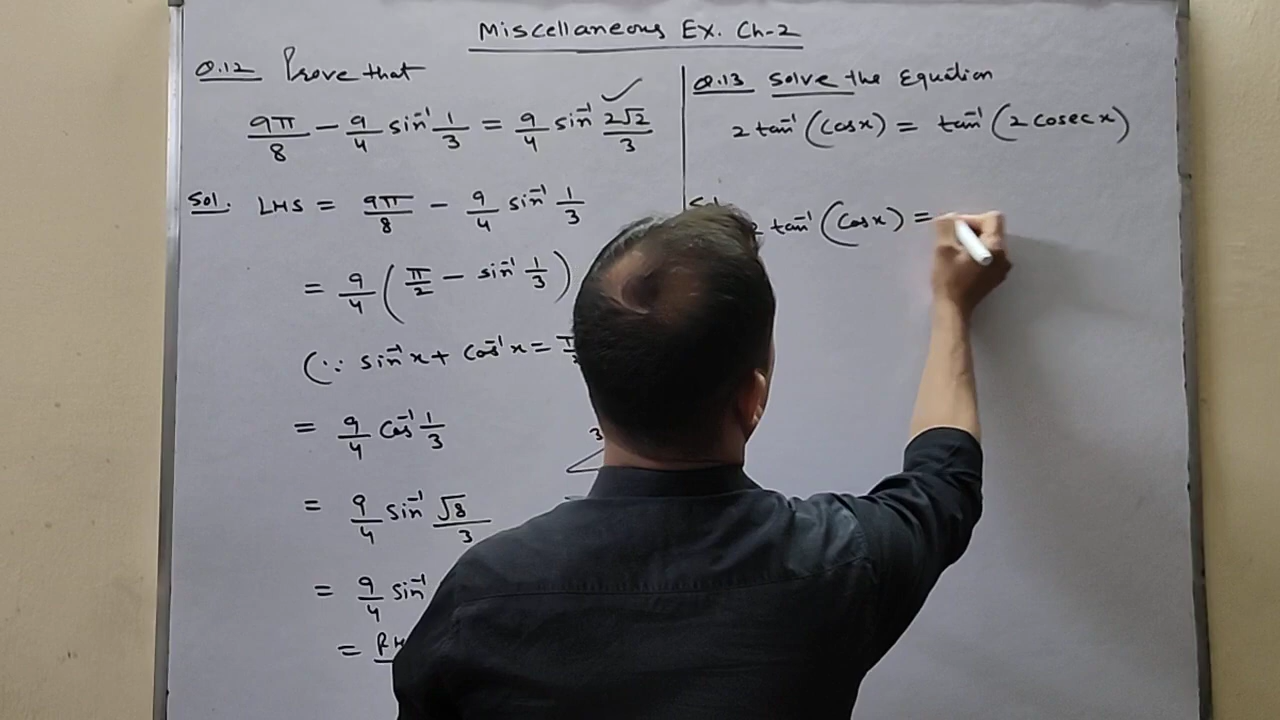 Miscellaneous Ex. Ch-2
Q.12 Prove that
9π/8 − 9/4 sin⁻¹ 1/3 = 9/4 sin⁻¹ 2√2/3 ✓
Sol. LHS = 9π/8 − 9/4 sin⁻¹ 1/3
= 9/4 (π/2 − sin⁻¹ 1/3)
(∵ sin⁻¹x + cos⁻¹x = π
= 9/4 cos⁻¹ 1/3
= 9/4 sin⁻¹ √8/3
= 9/4 sin⁻¹
= RH
3
Q.13 Solve the Equation
2 tan⁻¹ (cos x) = tan⁻¹ (2 cosec x)
2 tan⁻¹ (cos x) =